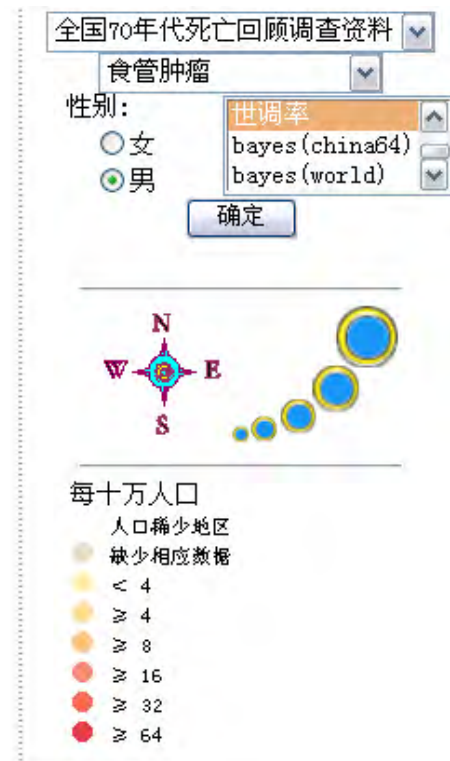 全国70年代死亡回顾调查资料
食管肿瘤
性别:
女
男
世调率
bayes(china64)
bayes(world)
确定
N
W E
S
每十万人口
人口稀少地区
缺少相应数据
< 4
≥ 4
≥ 8
≥ 16
≥ 32
≥ 64